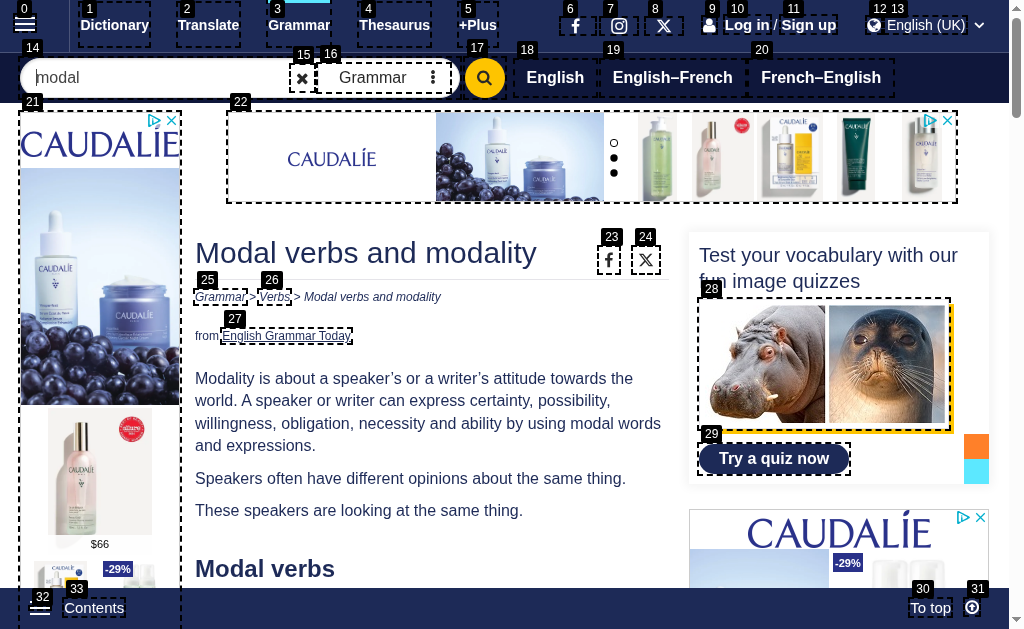 0 1 2 3 4 5 6 7 8 9 10 11 12 13
Dictionary Translate Grammar Thesaurus +Plus Log in / Sign up English (UK)
14 15 16 17 18 19 20
modal Grammar English English–French French–English
21 22
CAUDALÍE
CAUDALÍE
23 24
Modal verbs and modality
25 26
Grammar > Verbs > Modal verbs and modality
27
from English Grammar Today
Modality is about a speaker’s or a writer’s attitude towards the
world. A speaker or writer can express certainty, possibility,
willingness, obligation, necessity and ability by using modal words
and expressions.
Speakers often have different opinions about the same thing.
These speakers are looking at the same thing.
Modal verbs
Test your vocabulary with our
fun image quizzes
28
29
Try a quiz now
CAUDALÍE
-29%
CAUDALIE
CAUDALIE
allure
$66
-29%
32 33
Contents
30 31
To top